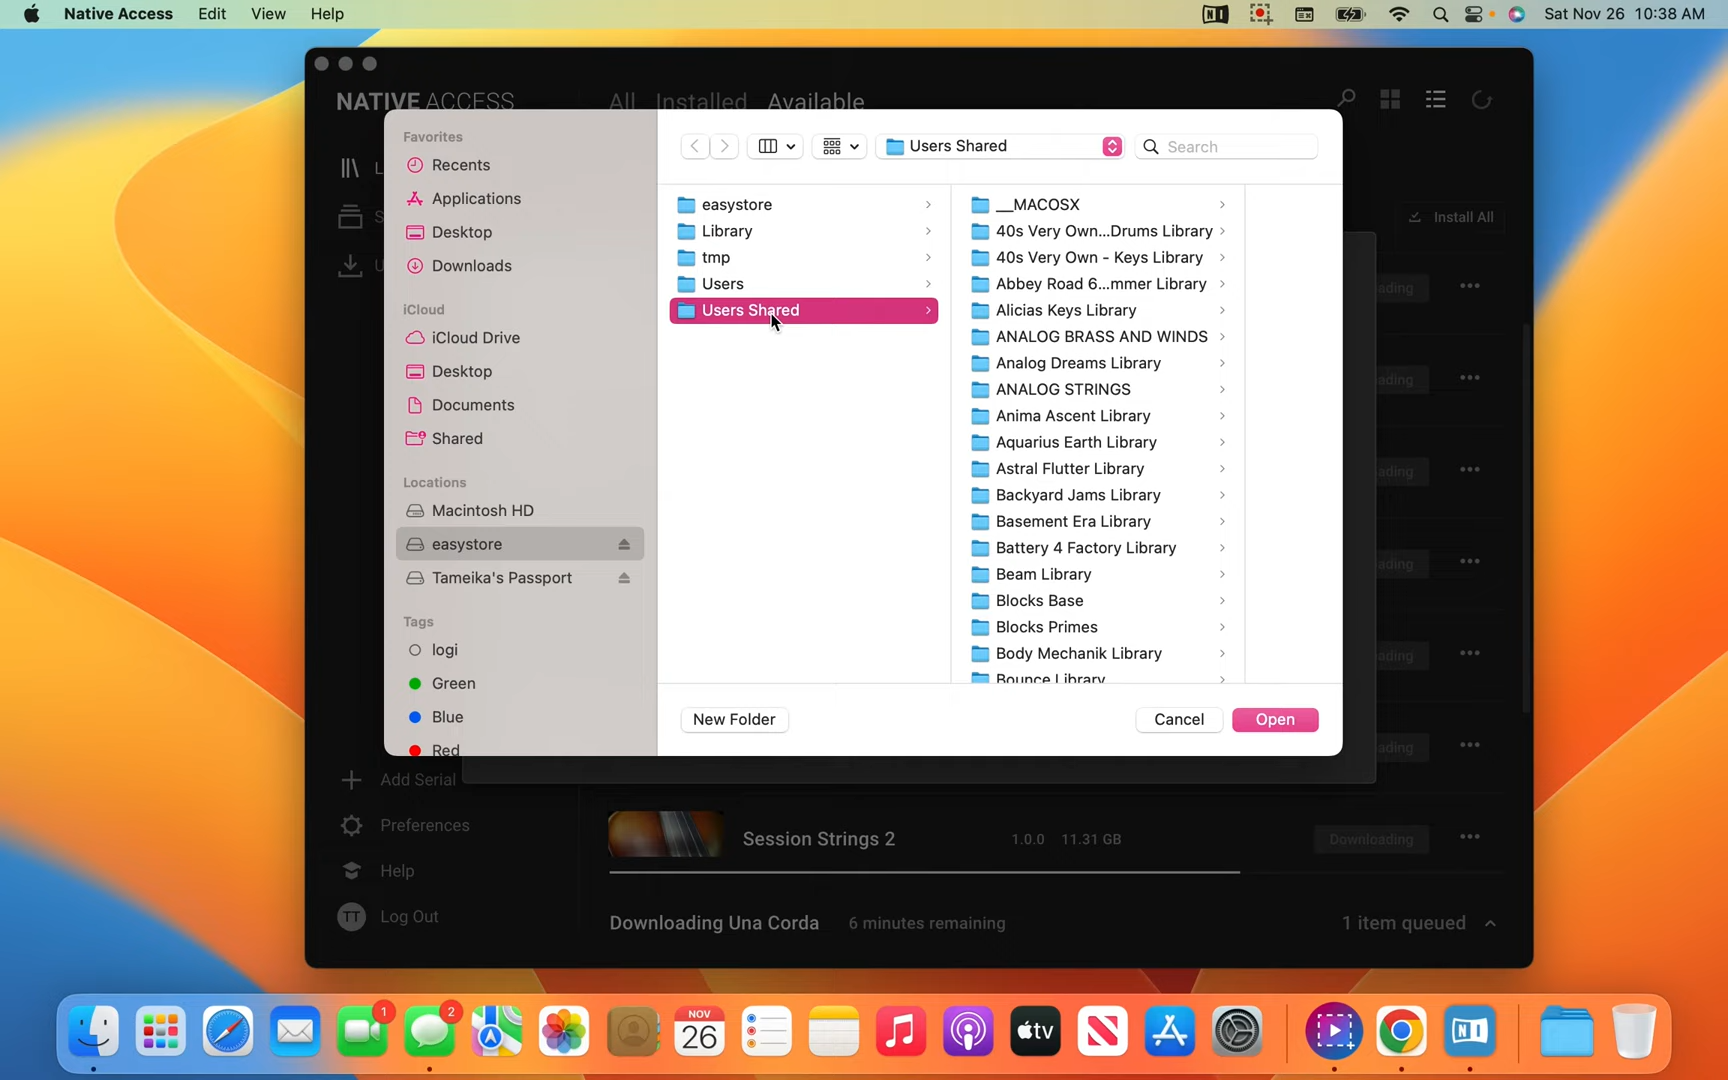 Native Access Edit View Help
Sat Nov 26 10:38 AM
NATIVE ACCESS
All Installed Available
Install All
Favorites
Recents
Applications
Desktop
Downloads
iCloud
iCloud Drive
Desktop
Documents
Shared
Locations
Macintosh HD
easystore
Tameika's Passport
Tags
logi
Green
Blue
Red
Users Shared
Search
easystore
Library
tmp
Users
Users Shared
__MACOSX
40s Very Own...Drums Library
40s Very Own - Keys Library
Abbey Road 6...mmer Library
Alicias Keys Library
ANALOG BRASS AND WINDS
Analog Dreams Library
ANALOG STRINGS
Anima Ascent Library
Aquarius Earth Library
Astral Flutter Library
Backyard Jams Library
Basement Era Library
Battery 4 Factory Library
Beam Library
Blocks Base
Blocks Primes
Body Mechanik Library
Bounce Library
New Folder
Cancel
Open
Add Serial
Preferences
Help
TT Log Out
Session Strings 2 1.0.0 11.31 GB Downloading
Downloading Una Corda 6 minutes remaining 1 item queued
1
2
NOV
26
tv
NI